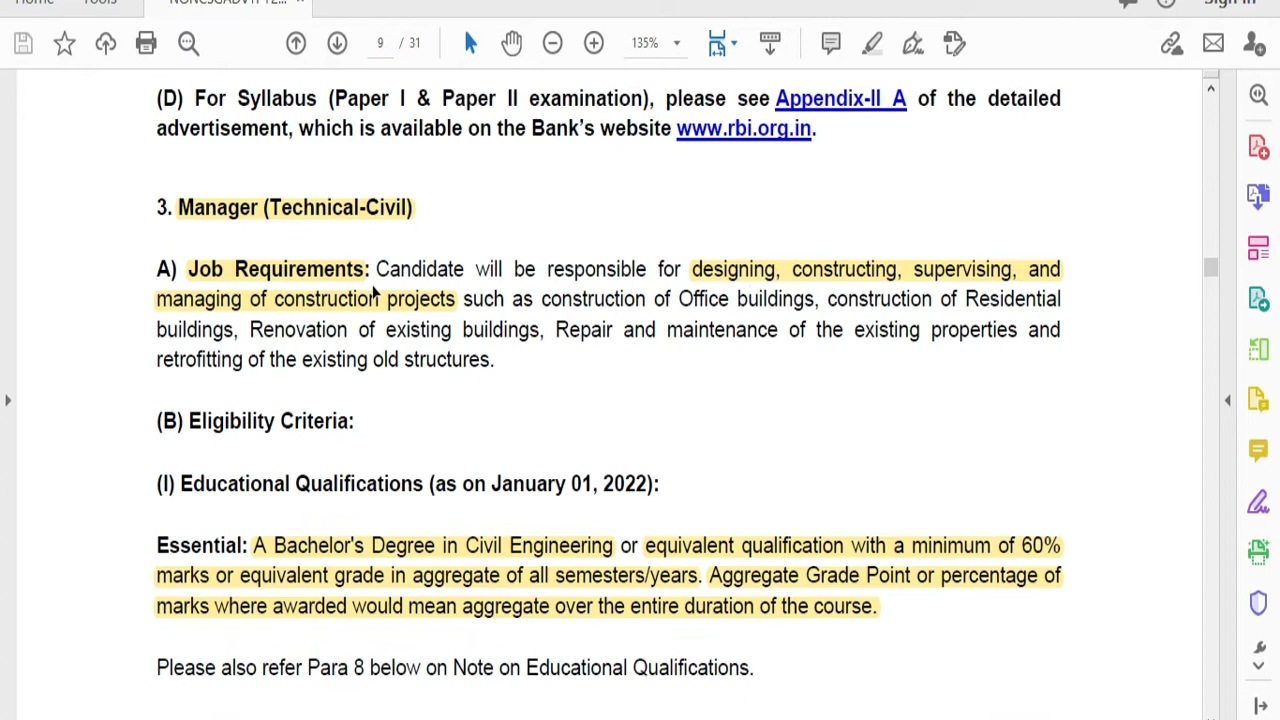 Home Tools
Sign In
9 / 31
135%
(D) For Syllabus (Paper I & Paper II examination), please see Appendix-II A of the detailed
advertisement, which is available on the Bank's website www.rbi.org.in.
3. Manager (Technical-Civil)
A) Job Requirements: Candidate will be responsible for designing, constructing, supervising, and
managing of construction projects such as construction of Office buildings, construction of Residential
buildings, Renovation of existing buildings, Repair and maintenance of the existing properties and
retrofitting of the existing old structures.
(B) Eligibility Criteria:
(I) Educational Qualifications (as on January 01, 2022):
Essential: A Bachelor's Degree in Civil Engineering or equivalent qualification with a minimum of 60%
marks or equivalent grade in aggregate of all semesters/years. Aggregate Grade Point or percentage of
marks where awarded would mean aggregate over the entire duration of the course.
Please also refer Para 8 below on Note on Educational Qualifications.